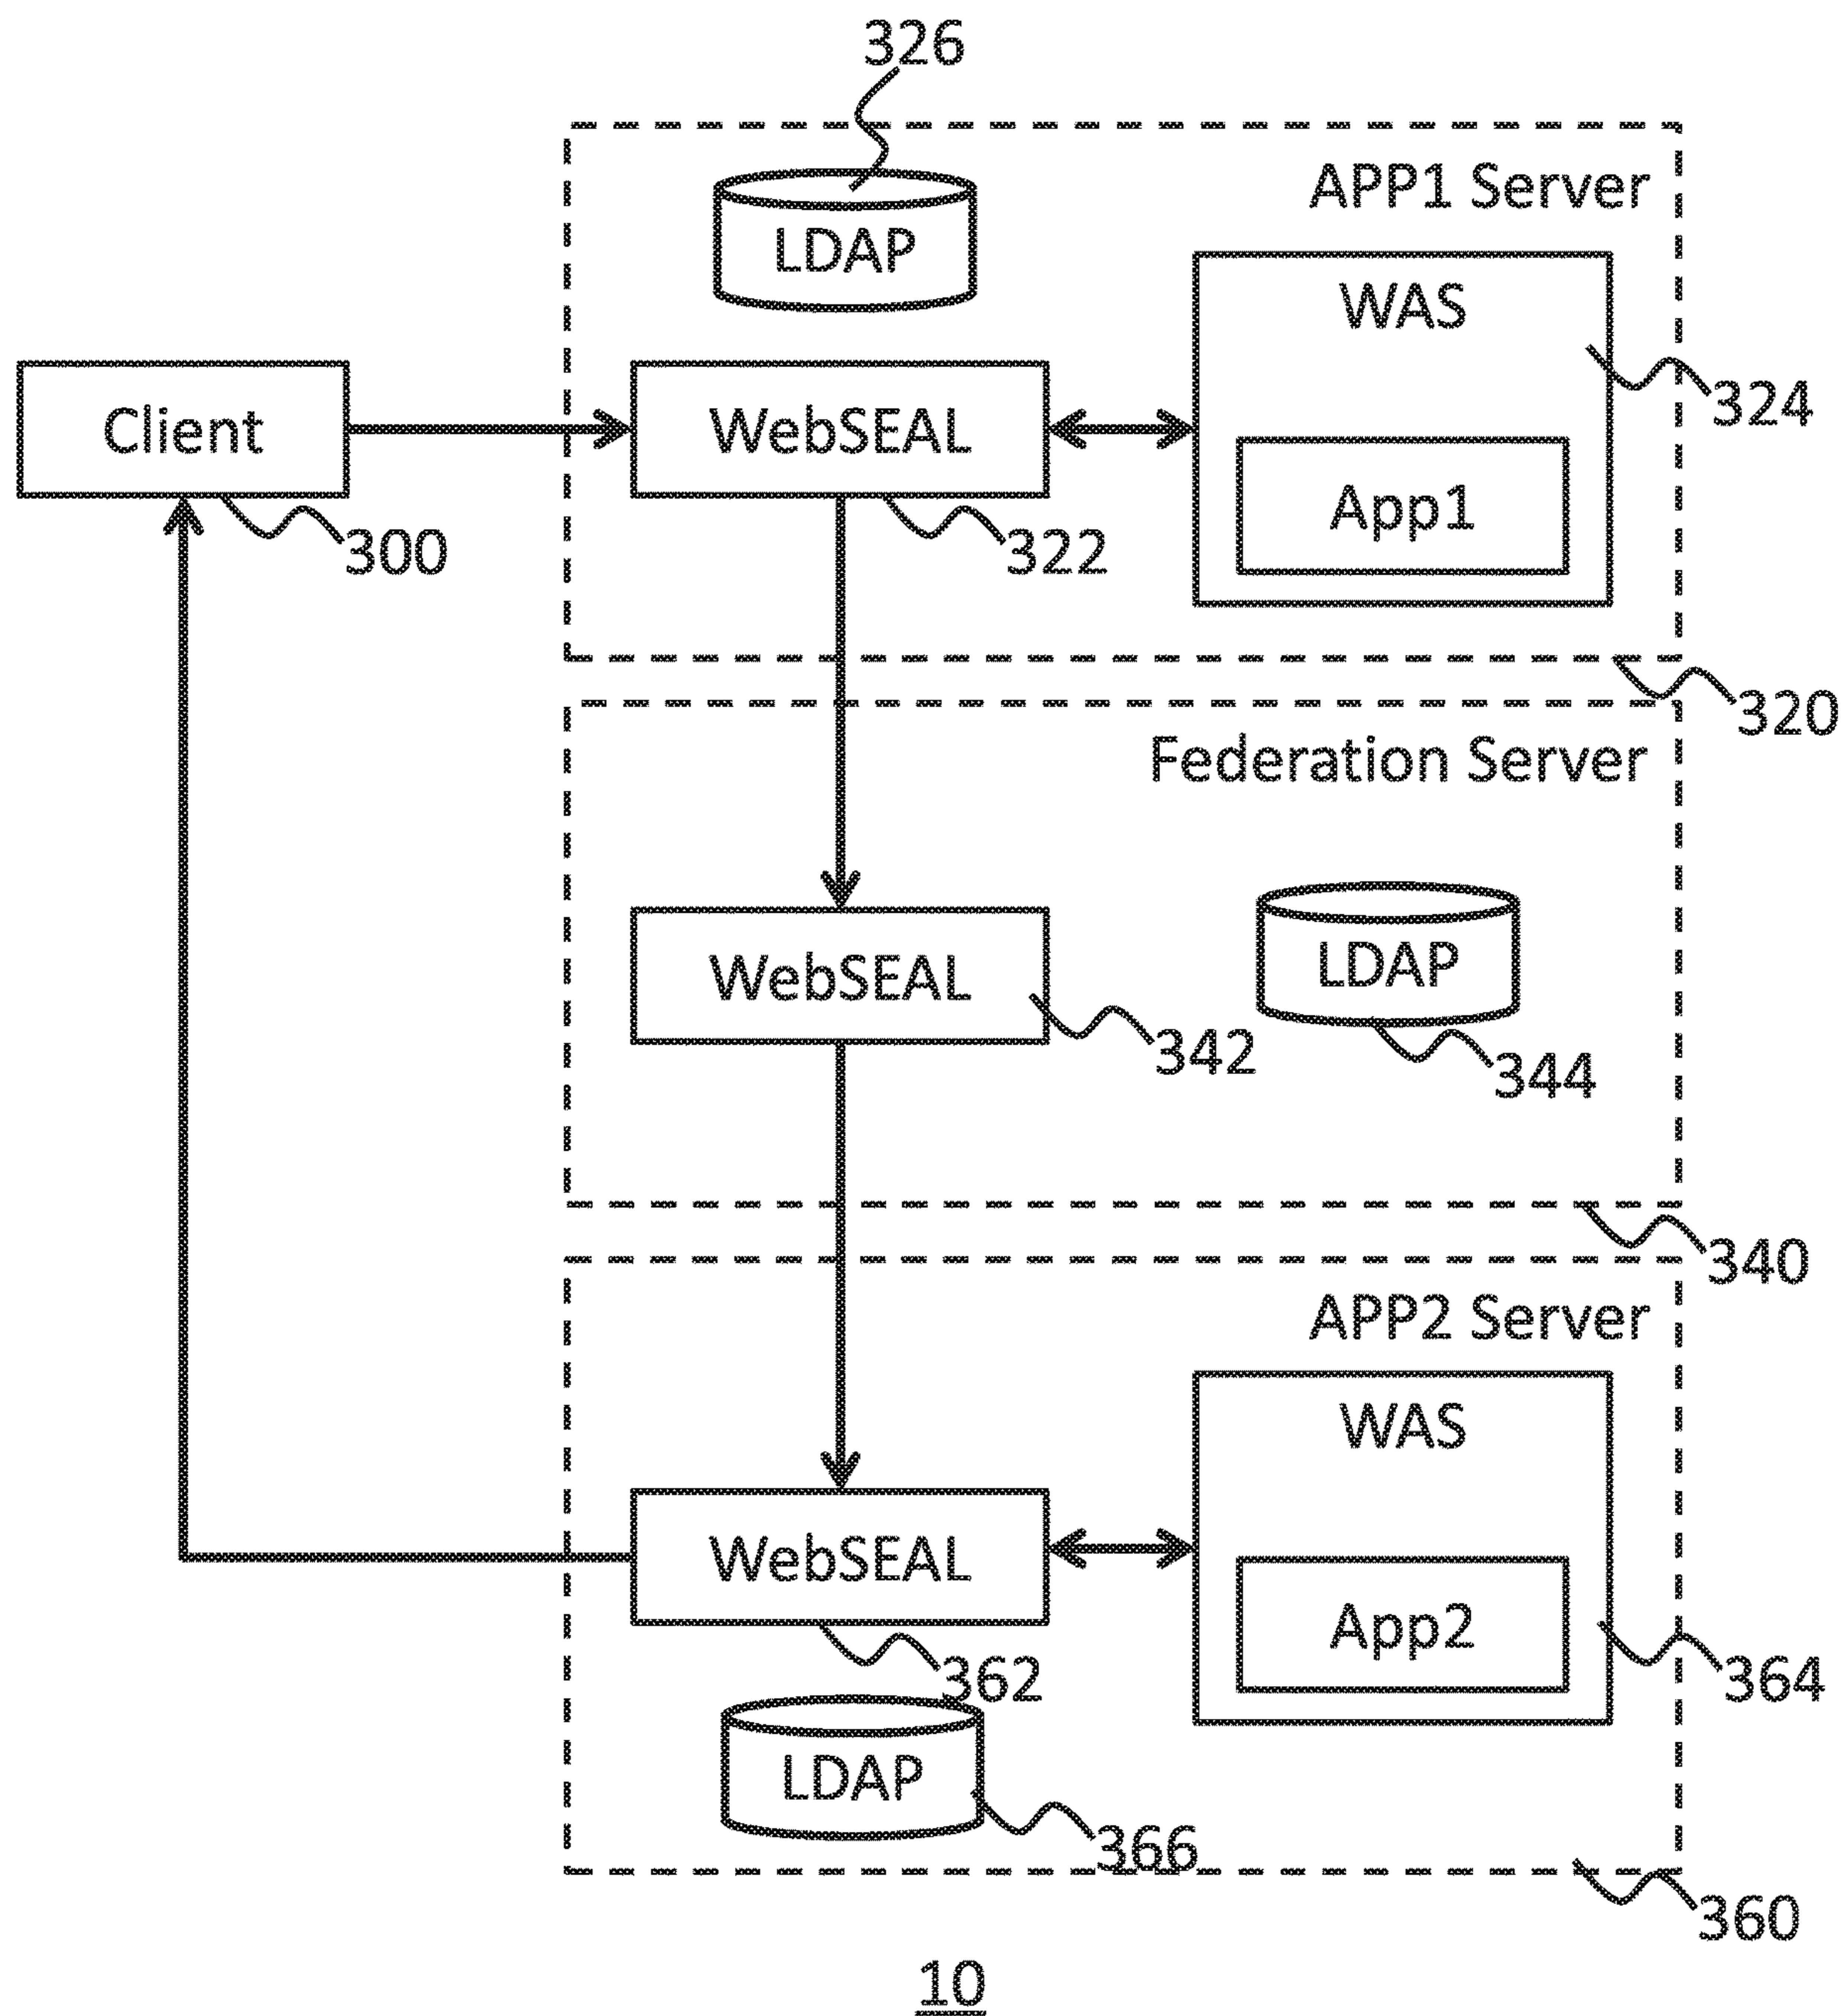 326
APP1 Server
LDAP
WAS
324
Client
WebSEAL
App1
300
322
320
Federation Server
WebSEAL
LDAP
342
344
340
APP2 Server
WAS
WebSEAL
App2
362
364
LDAP
366
360
10